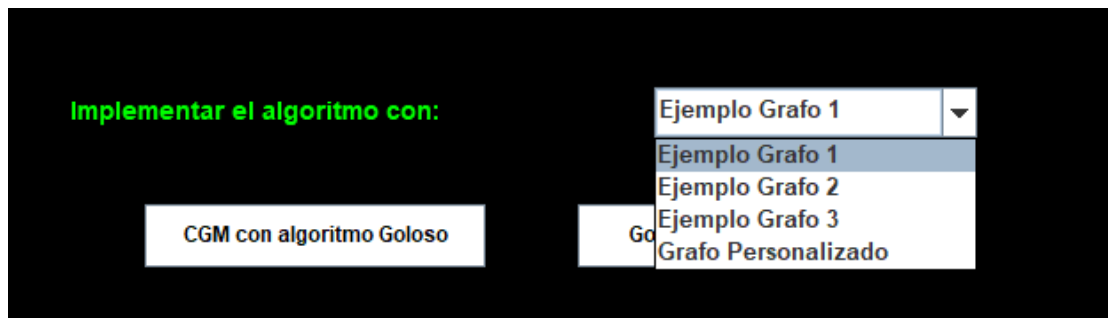 Implementar el algoritmo con:
Ejemplo Grafo 1
Ejemplo Grafo 1
Ejemplo Grafo 2
Ejemplo Grafo 3
Grafo Personalizado
CGM con algoritmo Goloso